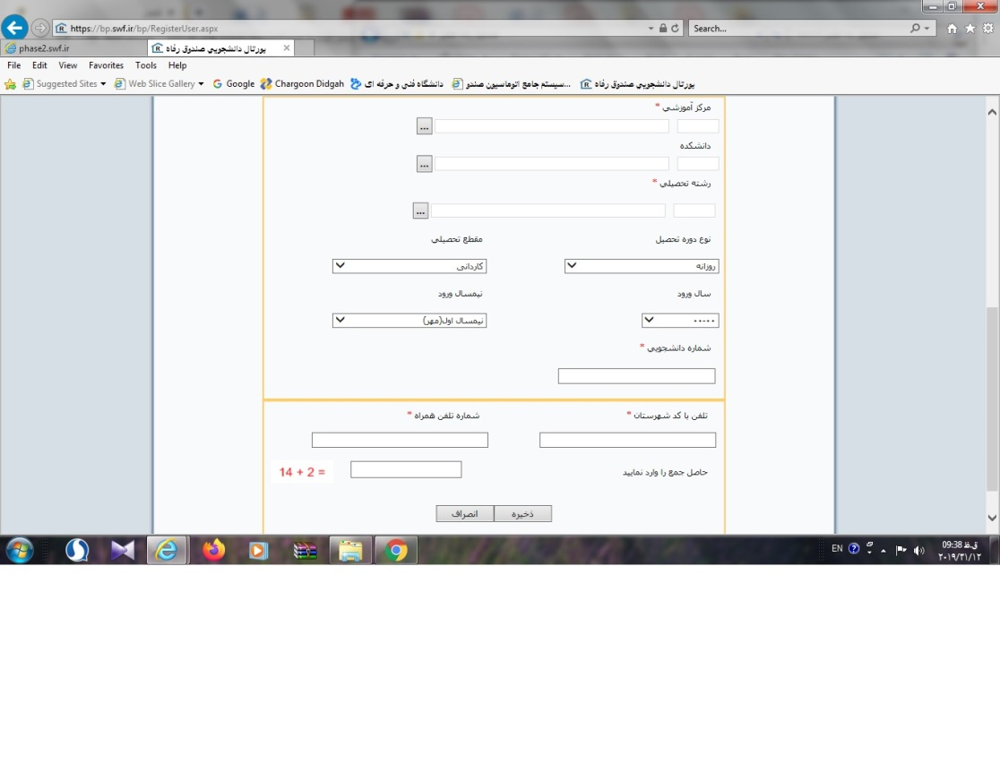 https://bp.swf.ir/bp/RegisterUser.aspx
Search...
phase2.swf.ir
پورتال دانشجویی صندوق رفاه
File Edit View Favorites Tools Help
Suggested Sites
Web Slice Gallery
Google
Chargoon Didgah
دانشگاه فنی و حرفه ای
سیستم جامع اتوماسیون صندو...
پورتال دانشجویی صندوق رفاه
مرکز آموزشی *
...
دانشکده
...
رشته تحصیلی *
...
نوع دوره تحصیل
مقطع تحصیلی
روزانه
کاردانی
سال ورود
نیمسال ورود
-----
نیمسال اول(مهر)
شماره دانشجویی *
تلفن با کد شهرستان *
شماره تلفن همراه *
حاصل جمع را وارد نمایید
14 + 2 =
ذخیره
انصراف
EN
09:38 ق.ظ
۲۰۱۹/۳۱/۱۲